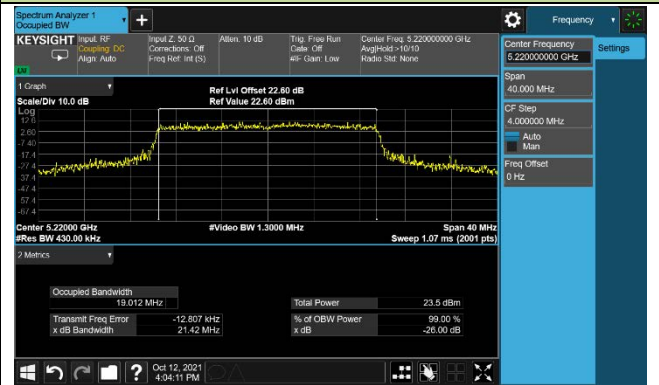 Spectrum Analyzer 1
Occupied BW
+
Frequency
KEYSIGHT
Input: RF
Coupling: DC
Align: Auto
Input Z: 50 Ω
Corrections: Off
Freq Ref: Int (S)
Atten: 10 dB
Trig: Free Run
Gate: Off
#IF Gain: Low
Center Freq: 5.220000000 GHz
Avg|Hold:>10/10
Radio Std: None
Center Frequency
5.220000000 GHz
Settings
Span
40.000 MHz
CF Step
4.000000 MHz
Auto
Man
Freq Offset
0 Hz
1 Graph
Scale/Div 10.0 dB
Ref Lvl Offset 22.60 dB
Ref Value 22.60 dBm
Log
12.6
2.60
-7.40
-17.4
-27.4
-37.4
-47.4
-57.4
-67.4
Center 5.22000 GHz
#Res BW 430.00 kHz
#Video BW 1.3000 MHz
Span 40 MHz
Sweep 1.07 ms (2001 pts)
2 Metrics
Occupied Bandwidth
19.012 MHz
Total Power 23.5 dBm
Transmit Freq Error -12.807 kHz
% of OBW Power 99.00 %
x dB Bandwidth 21.42 MHz
x dB -26.00 dB
?
Oct 12, 2021
4:04:11 PM